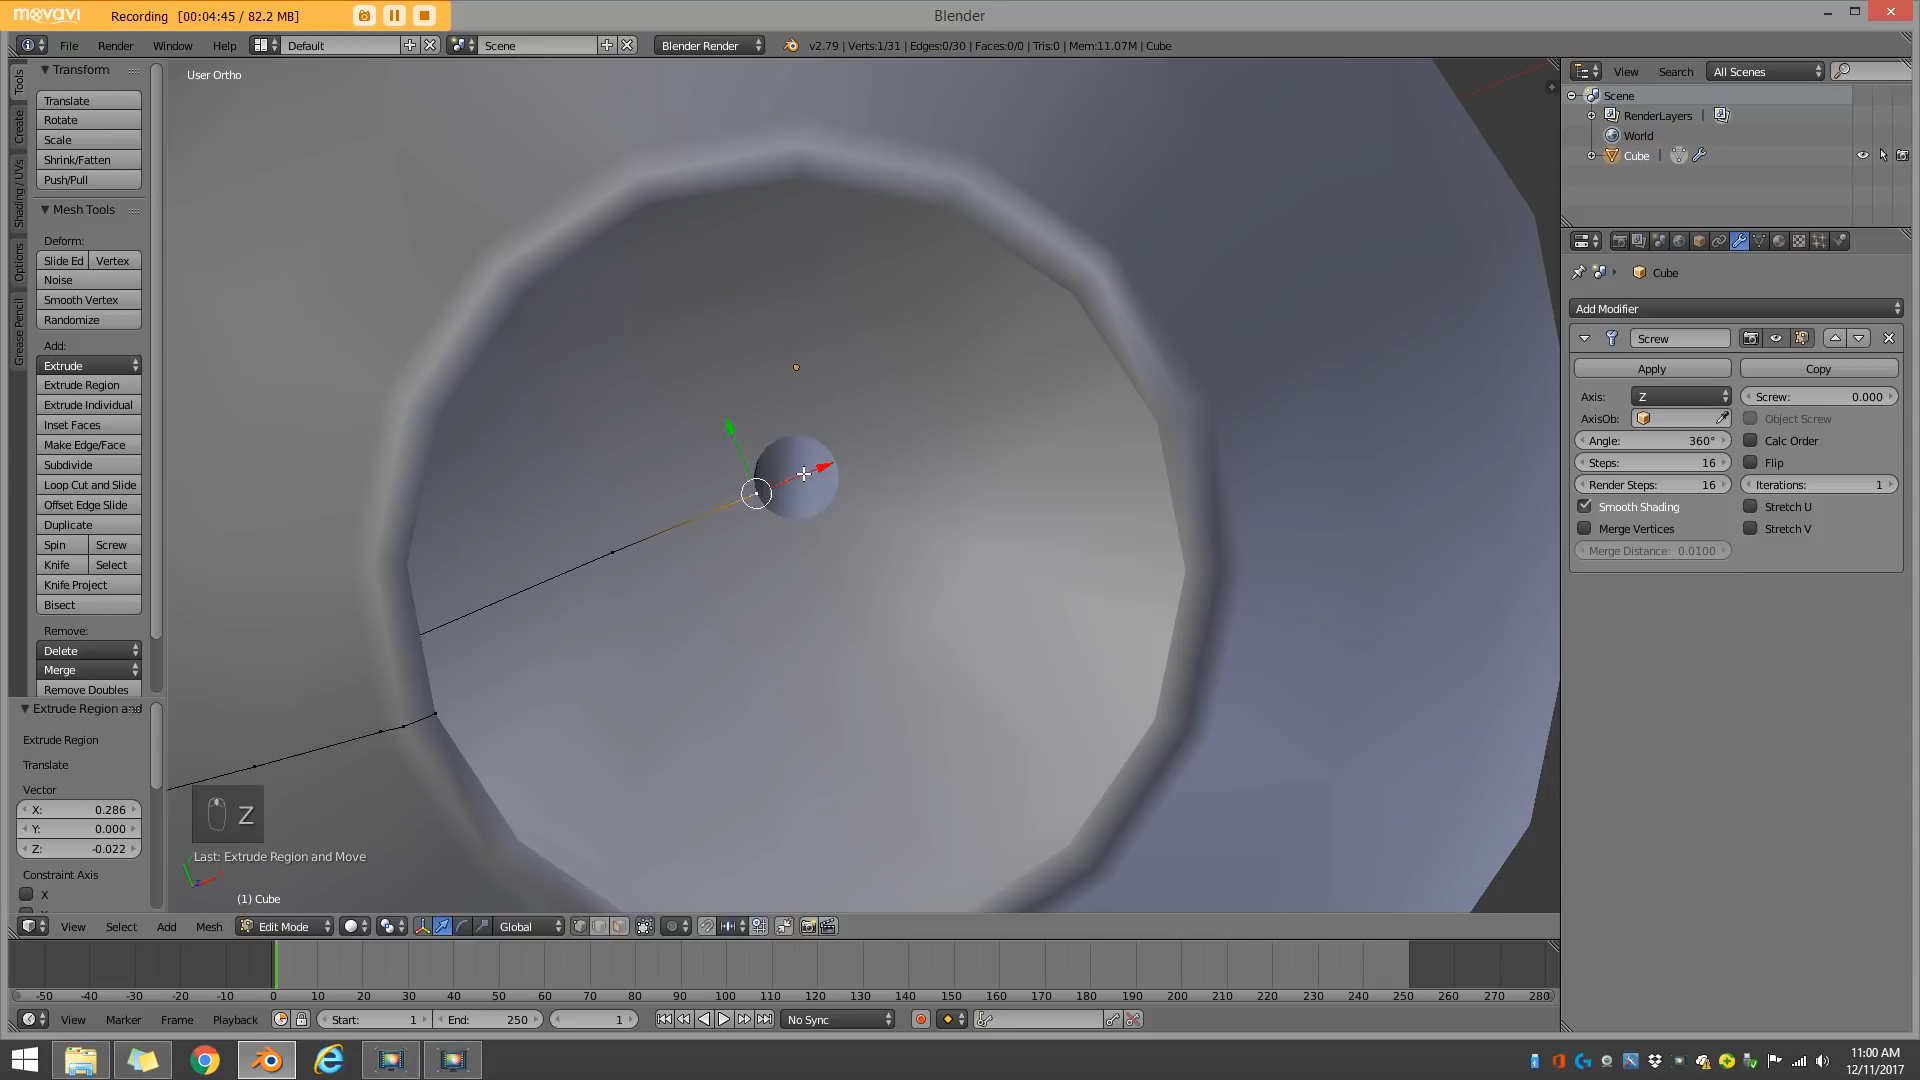 movavi Recording [00:04:45 / 82.2 MB]
Blender
File Render Window Help Default Scene Blender Render v2.79 | Verts:1/31 | Edges:0/30 | Faces:0/0 | Tris:0 | Mem:11.07M | Cube
Tools
Create
Shading / UVs
Options
Grease Pencil
Transform
Translate
Rotate
Scale
Shrink/Fatten
Push/Pull
Mesh Tools
Deform:
Slide Ed Vertex
Noise
Smooth Vertex
Randomize
Add:
Extrude
Extrude Region
Extrude Individual
Inset Faces
Make Edge/Face
Subdivide
Loop Cut and Slide
Offset Edge Slide
Duplicate
Spin Screw
Knife Select
Knife Project
Bisect
Remove:
Delete
Merge
Remove Doubles
Extrude Region and
Extrude Region
Translate
Vector
X: 0.286
Y: 0.000
Z: -0.022
Constraint Axis
X
User Ortho
Z
Last: Extrude Region and Move
(1) Cube
View Search All Scenes
Scene
RenderLayers |
World
Cube |
Cube
Add Modifier
Screw
Apply Copy
Axis: Z Screw: 0.000
AxisOb: Object Screw
Angle: 360° Calc Order
Steps: 16 Flip
Render Steps: 16 Iterations: 1
Smooth Shading Stretch U
Merge Vertices Stretch V
Merge Distance: 0.0100
View Select Add Mesh Edit Mode Global
-50 -40 -30 -20 -10 0 10 20 30 40 50 60 70 80 90 100 110 120 130 140 150 160 170 180 190 200 210 220 230 240 250 260 270 280
View Marker Frame Playback Start: 1 End: 250 1 No Sync
11:00 AM
12/11/2017